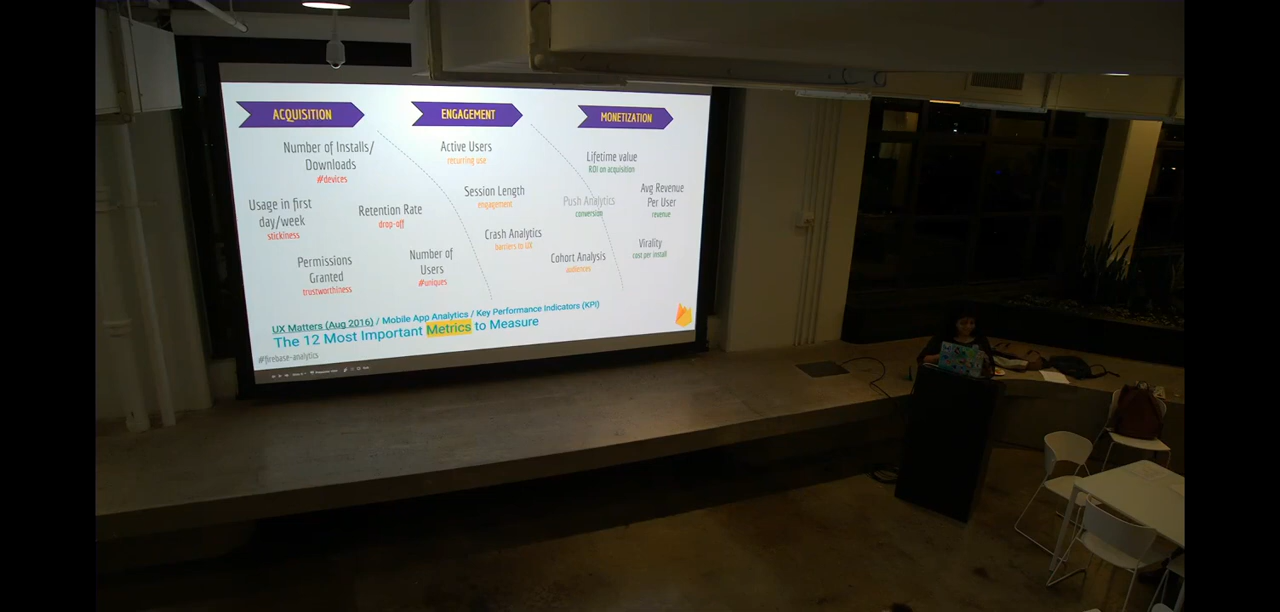 ACQUISITION
ENGAGEMENT
MONETIZATION
Number of Installs/
Downloads
#devices
Usage in first
day/week
stickiness
Retention Rate
drop-off
Permissions
Granted
trustworthiness
Number of
Users
#uniques
Active Users
recurring use
Session Length
engagement
Crash Analytics
barriers to UX
Cohort Analysis
audiences
Lifetime value
ROI on acquisition
Push Analytics
conversion
Avg Revenue
Per User
revenue
Virality
cost per install
UX Matters (Aug 2016) / Mobile App Analytics / Key Performance Indicators (KPI)
The 12 Most Important Metrics to Measure
#firebase-analytics